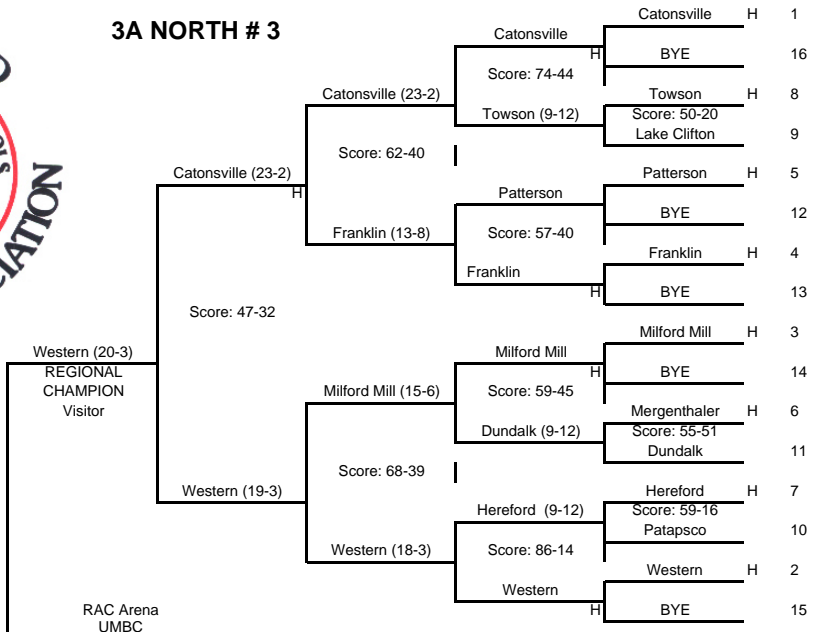 3A NORTH # 3
Catonsville H 1
BYE 16
Towson H 8
Score: 50-20
Lake Clifton 9
Patterson H 5
BYE 12
Franklin H 4
BYE 13
Milford Mill H 3
BYE 14
Mergenthaler H 6
Score: 55-51
Dundalk 11
Hereford H 7
Score: 59-16
Patapsco 10
Western H 2
BYE 15
Catonsville
H
Score: 74-44
Towson (9-12)
Patterson
Score: 57-40
Franklin
H
Milford Mill
H
Score: 59-45
Dundalk (9-12)
Hereford (9-12)
Score: 86-14
Western
H
Catonsville (23-2)
Score: 62-40
Franklin (13-8)
Milford Mill (15-6)
Score: 68-39
Western (18-3)
Catonsville (23-2)
H
Score: 47-32
Western (19-3)
Western (20-3)
REGIONAL
CHAMPION
Visitor
RAC Arena
UMBC